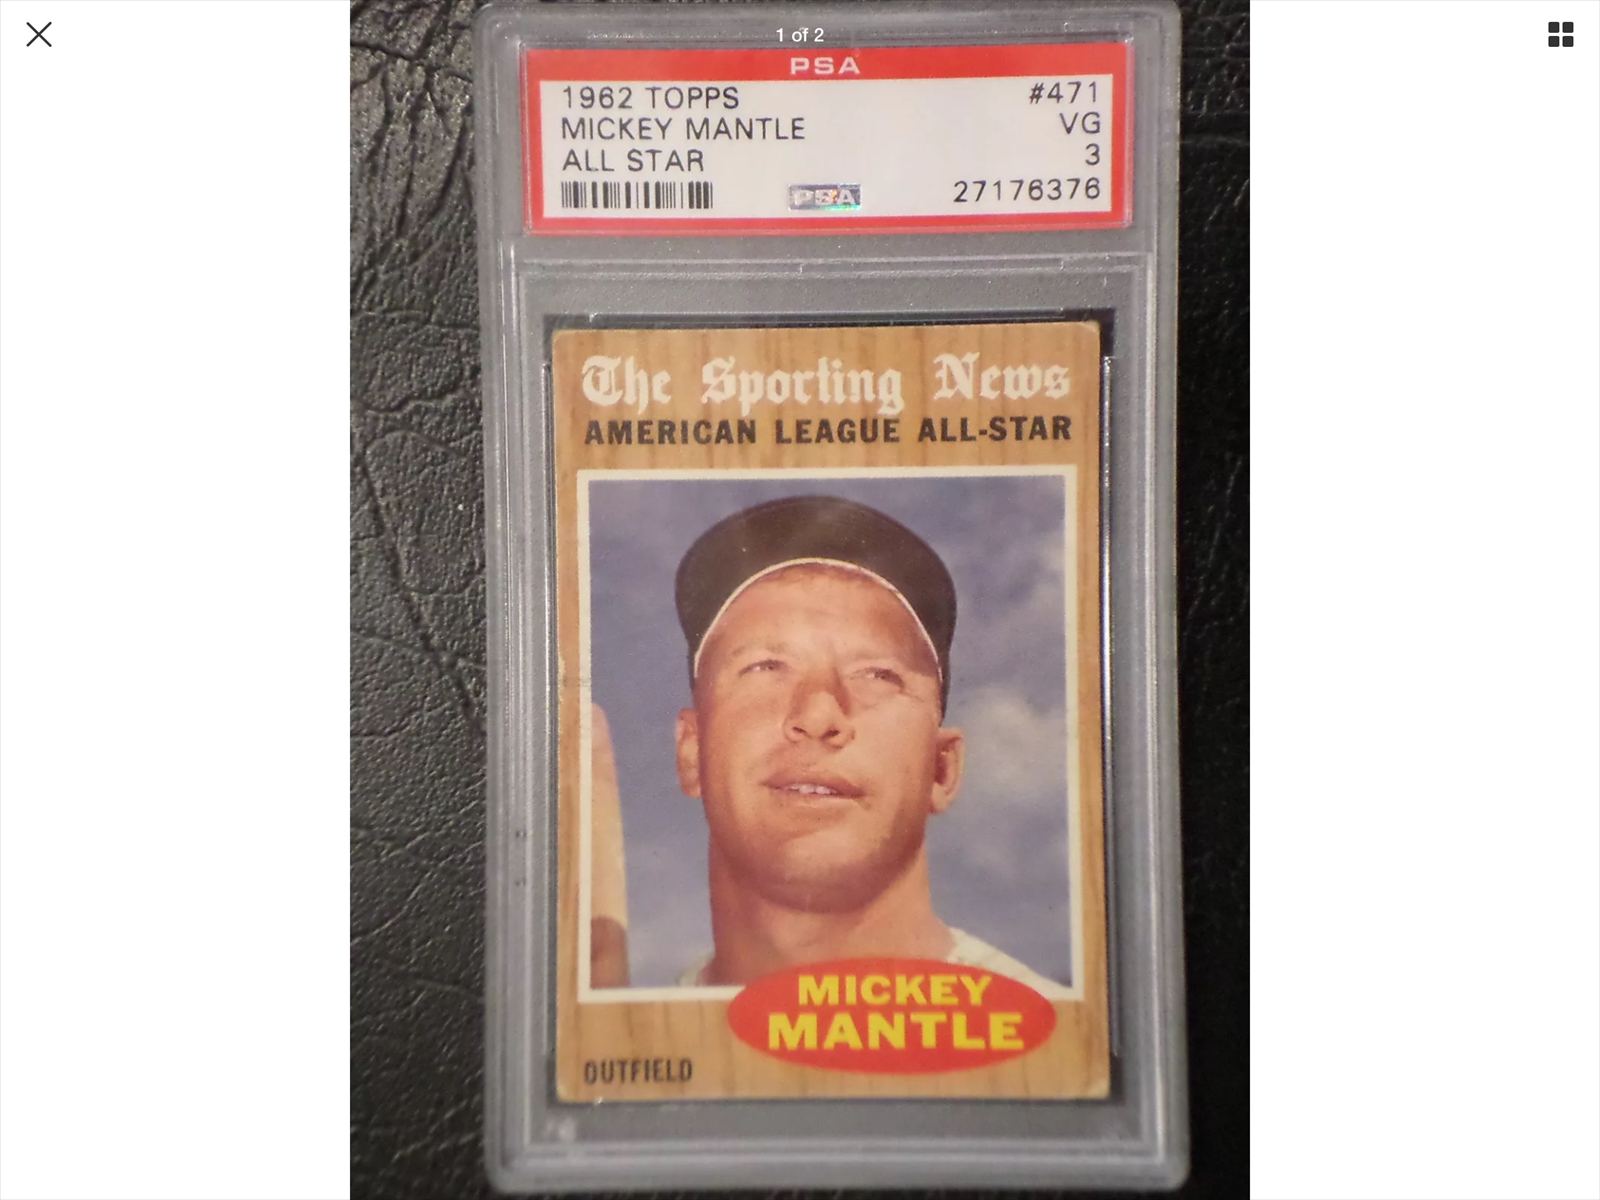 1 of 2
PSA
1962 TOPPS #471
MICKEY MANTLE VG
ALL STAR 3
PSA 27176376
The Sporting News
AMERICAN LEAGUE ALL-STAR
MICKEY
MANTLE
OUTFIELD